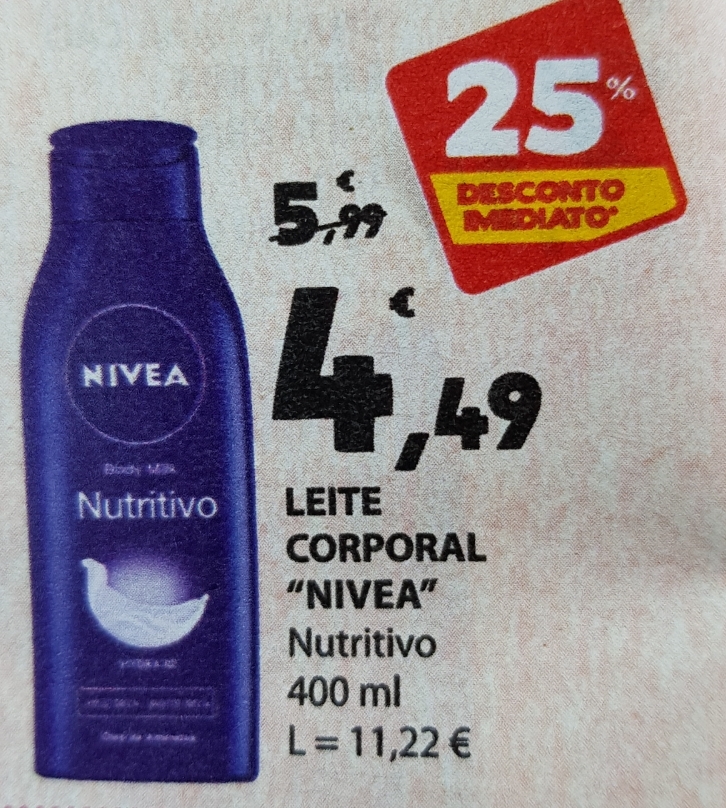 25%
DESCONTO
IMEDIATO*
5,99 €
4,49 €
NIVEA
Body Milk
Nutritivo
LEITE
CORPORAL
“NIVEA”
Nutritivo
400 ml
L = 11,22 €